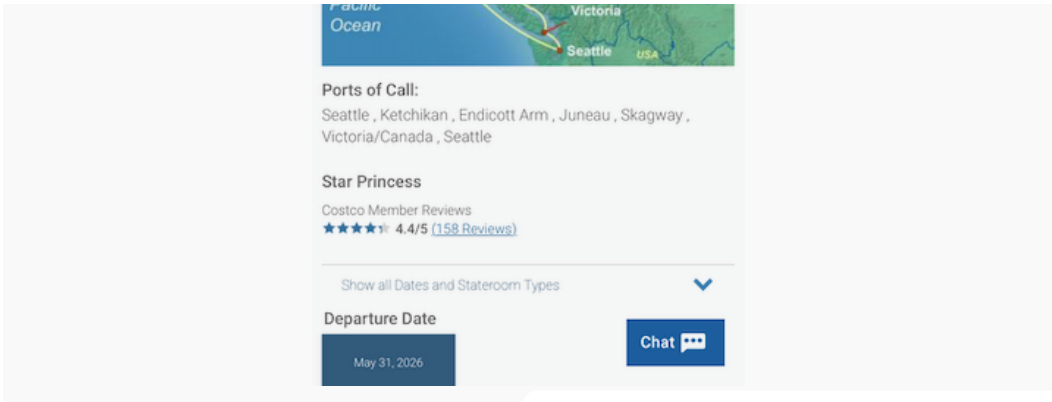 Pacific
Ocean
Victoria
Seattle
USA
Ports of Call:
Seattle , Ketchikan , Endicott Arm , Juneau , Skagway ,
Victoria/Canada , Seattle
Star Princess
Costco Member Reviews
4.4/5 (158 Reviews)
Show all Dates and Stateroom Types
Departure Date
Chat
May 31, 2026